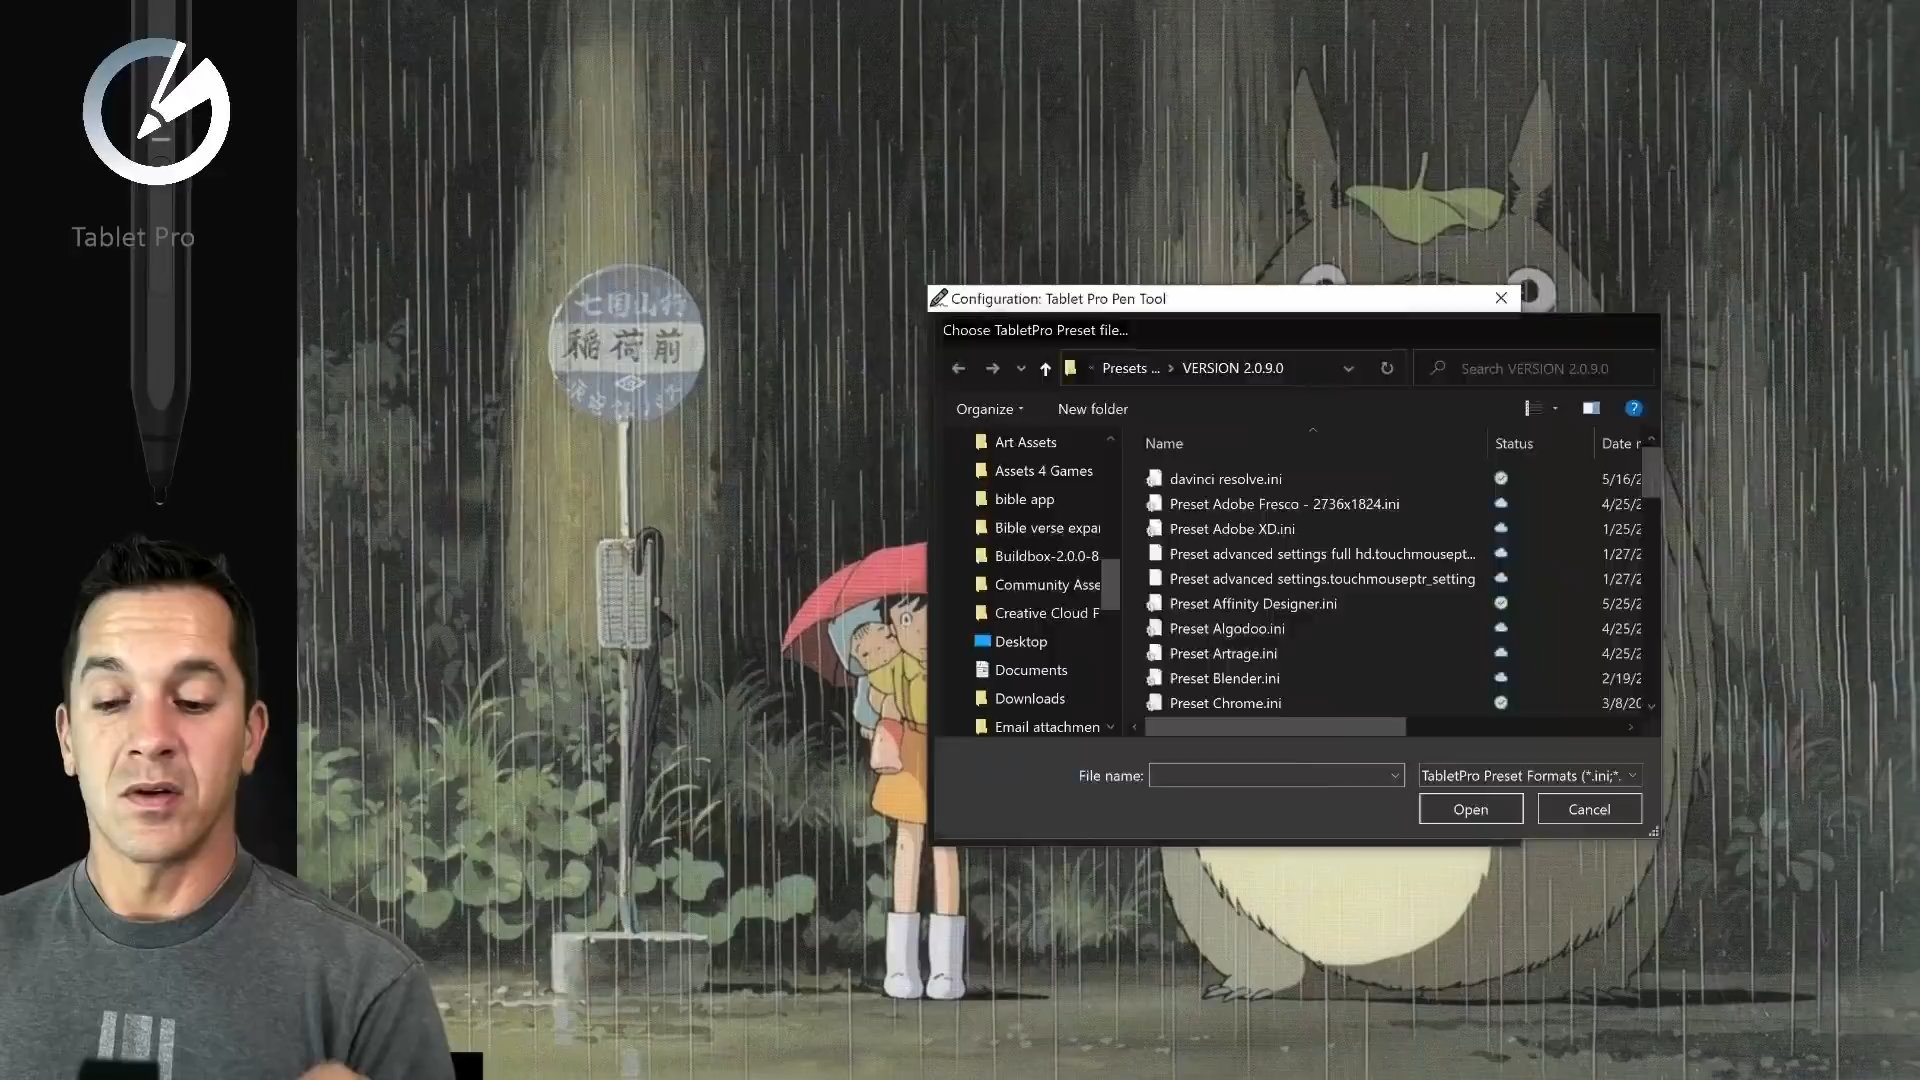 Tablet Pro
稲荷前
Configuration: Tablet Pro Pen Tool
Choose TabletPro Preset file...
Presets ... > VERSION 2.0.9.0
Search VERSION 2.0.9.0
Organize
New folder
Art Assets
Assets 4 Games
bible app
Bible verse expar
Buildbox-2.0.0-8
Community Asse
Creative Cloud F
Desktop
Documents
Downloads
Email attachmen
Name
Status
Date r
davinci resolve.ini
5/16/2
Preset Adobe Fresco - 2736x1824.ini
4/25/2
Preset Adobe XD.ini
1/25/2
Preset advanced settings full hd.touchmousept...
1/27/2
Preset advanced settings.touchmouseptr_setting
1/27/2
Preset Affinity Designer.ini
5/25/2
Preset Algodoo.ini
4/25/2
Preset Artrage.ini
4/25/2
Preset Blender.ini
2/19/2
Preset Chrome.ini
3/8/20
File name:
TabletPro Preset Formats (*.ini;*.
Open
Cancel